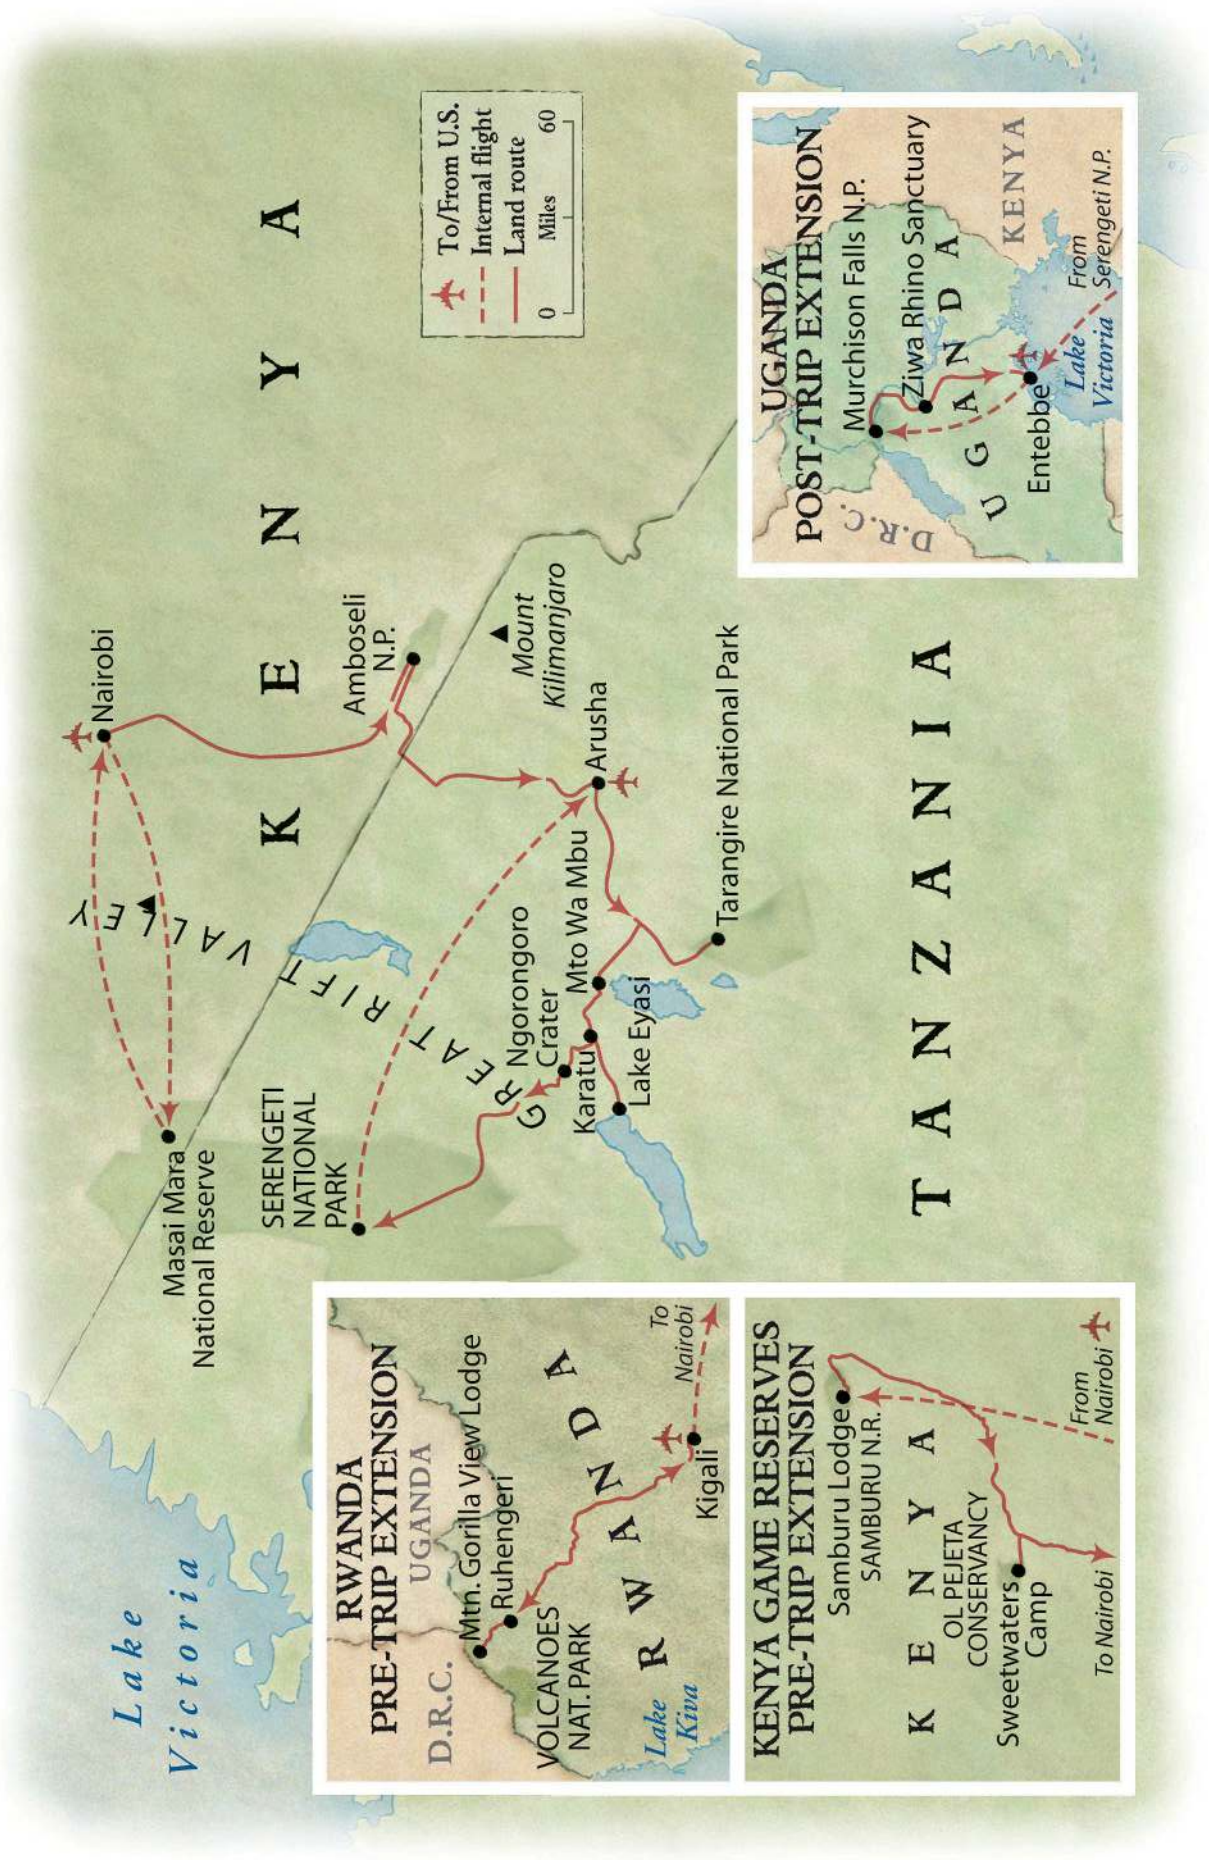 Lake
Victoria
Masai Mara
National Reserve
Nairobi
GREAT RIFT VALLEY
KENYA
SERENGETI
NATIONAL
PARK
Ngorongoro
Crater
Karatu
Mto Wa Mbu
Lake Eyasi
Amboseli
N.P.
Mount
Kilimanjaro
Arusha
Tarangire National Park
TANZANIA
To/From U.S.
Internal flight
Land route
0 Miles 60
RWANDA
PRE-TRIP EXTENSION
D.R.C.
UGANDA
Mtn. Gorilla View Lodge
Ruhengeri
VOLCANOES
NAT. PARK
RWANDA
Lake
Kiva
Kigali
To
Nairobi
KENYA GAME RESERVES
PRE-TRIP EXTENSION
Samburu Lodge
SAMBURU N.R.
KENYA
OL PEJETA
CONSERVANCY
Sweetwaters
Camp
From
Nairobi
To Nairobi
UGANDA
POST-TRIP EXTENSION
Murchison Falls N.P.
Ziwa Rhino Sanctuary
D.R.C.
UGANDA
KENYA
Entebbe
Lake
Victoria
From
Serengeti N.P.